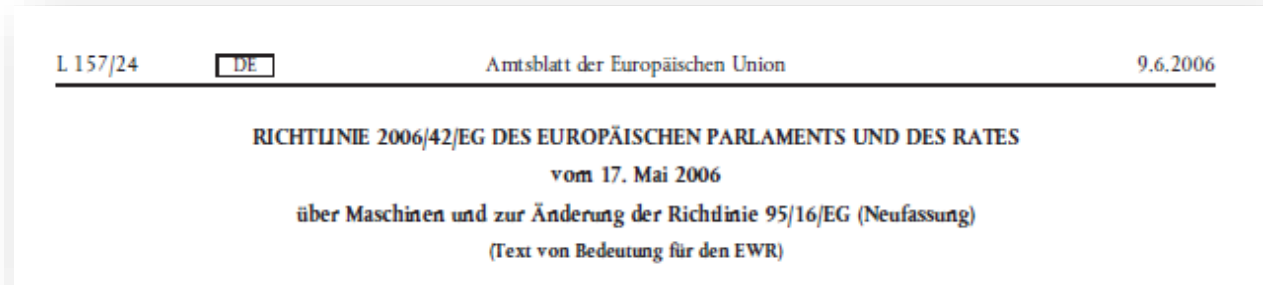 L 157/24 DE Amtsblatt der Europäischen Union 9.6.2006
RICHTLINIE 2006/42/EG DES EUROPÄISCHEN PARLAMENTS UND DES RATES
vom 17. Mai 2006
über Maschinen und zur Änderung der Richtlinie 95/16/EG (Neufassung)
(Text von Bedeutung für den EWR)